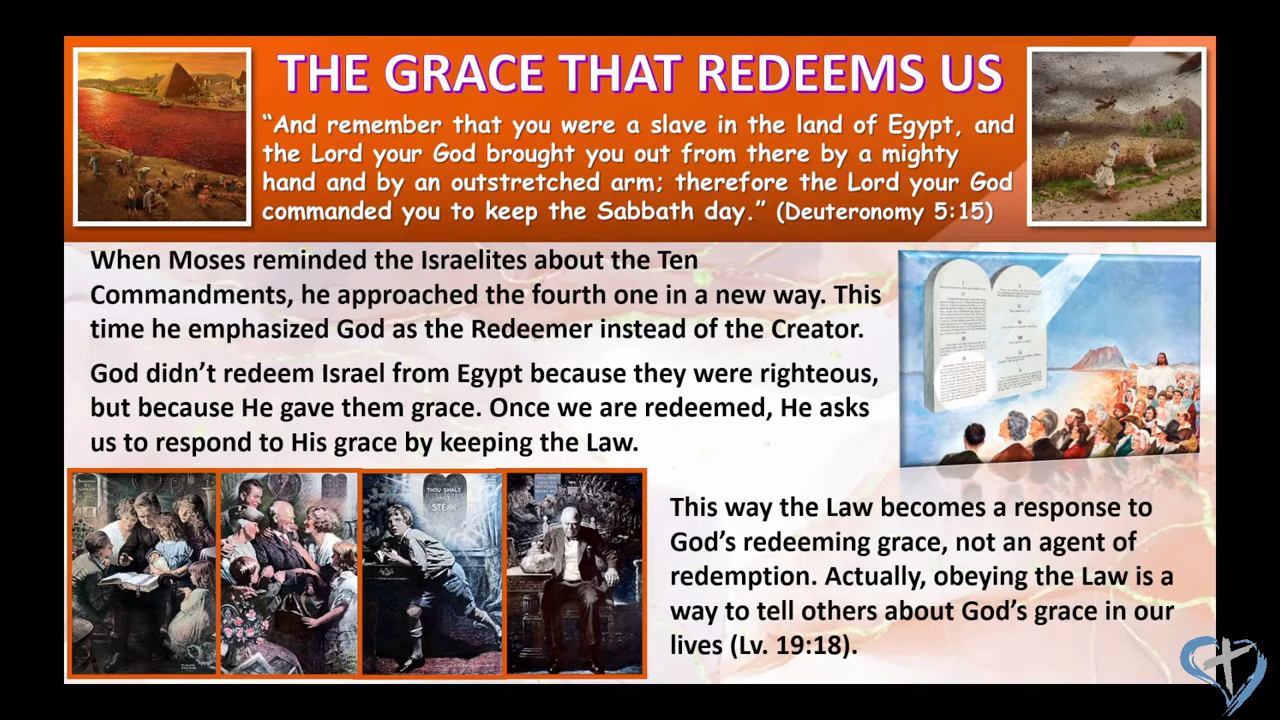 THE GRACE THAT REDEEMS US
“And remember that you were a slave in the land of Egypt, and
the Lord your God brought you out from there by a mighty
hand and by an outstretched arm; therefore the Lord your God
commanded you to keep the Sabbath day.” (Deuteronomy 5:15)
When Moses reminded the Israelites about the Ten
Commandments, he approached the fourth one in a new way. This
time he emphasized God as the Redeemer instead of the Creator.
God didn’t redeem Israel from Egypt because they were righteous,
but because He gave them grace. Once we are redeemed, He asks
us to respond to His grace by keeping the Law.
THOU SHALT
NOT
STEAL
This way the Law becomes a response to
God’s redeeming grace, not an agent of
redemption. Actually, obeying the Law is a
way to tell others about God’s grace in our
lives (Lv. 19:18).